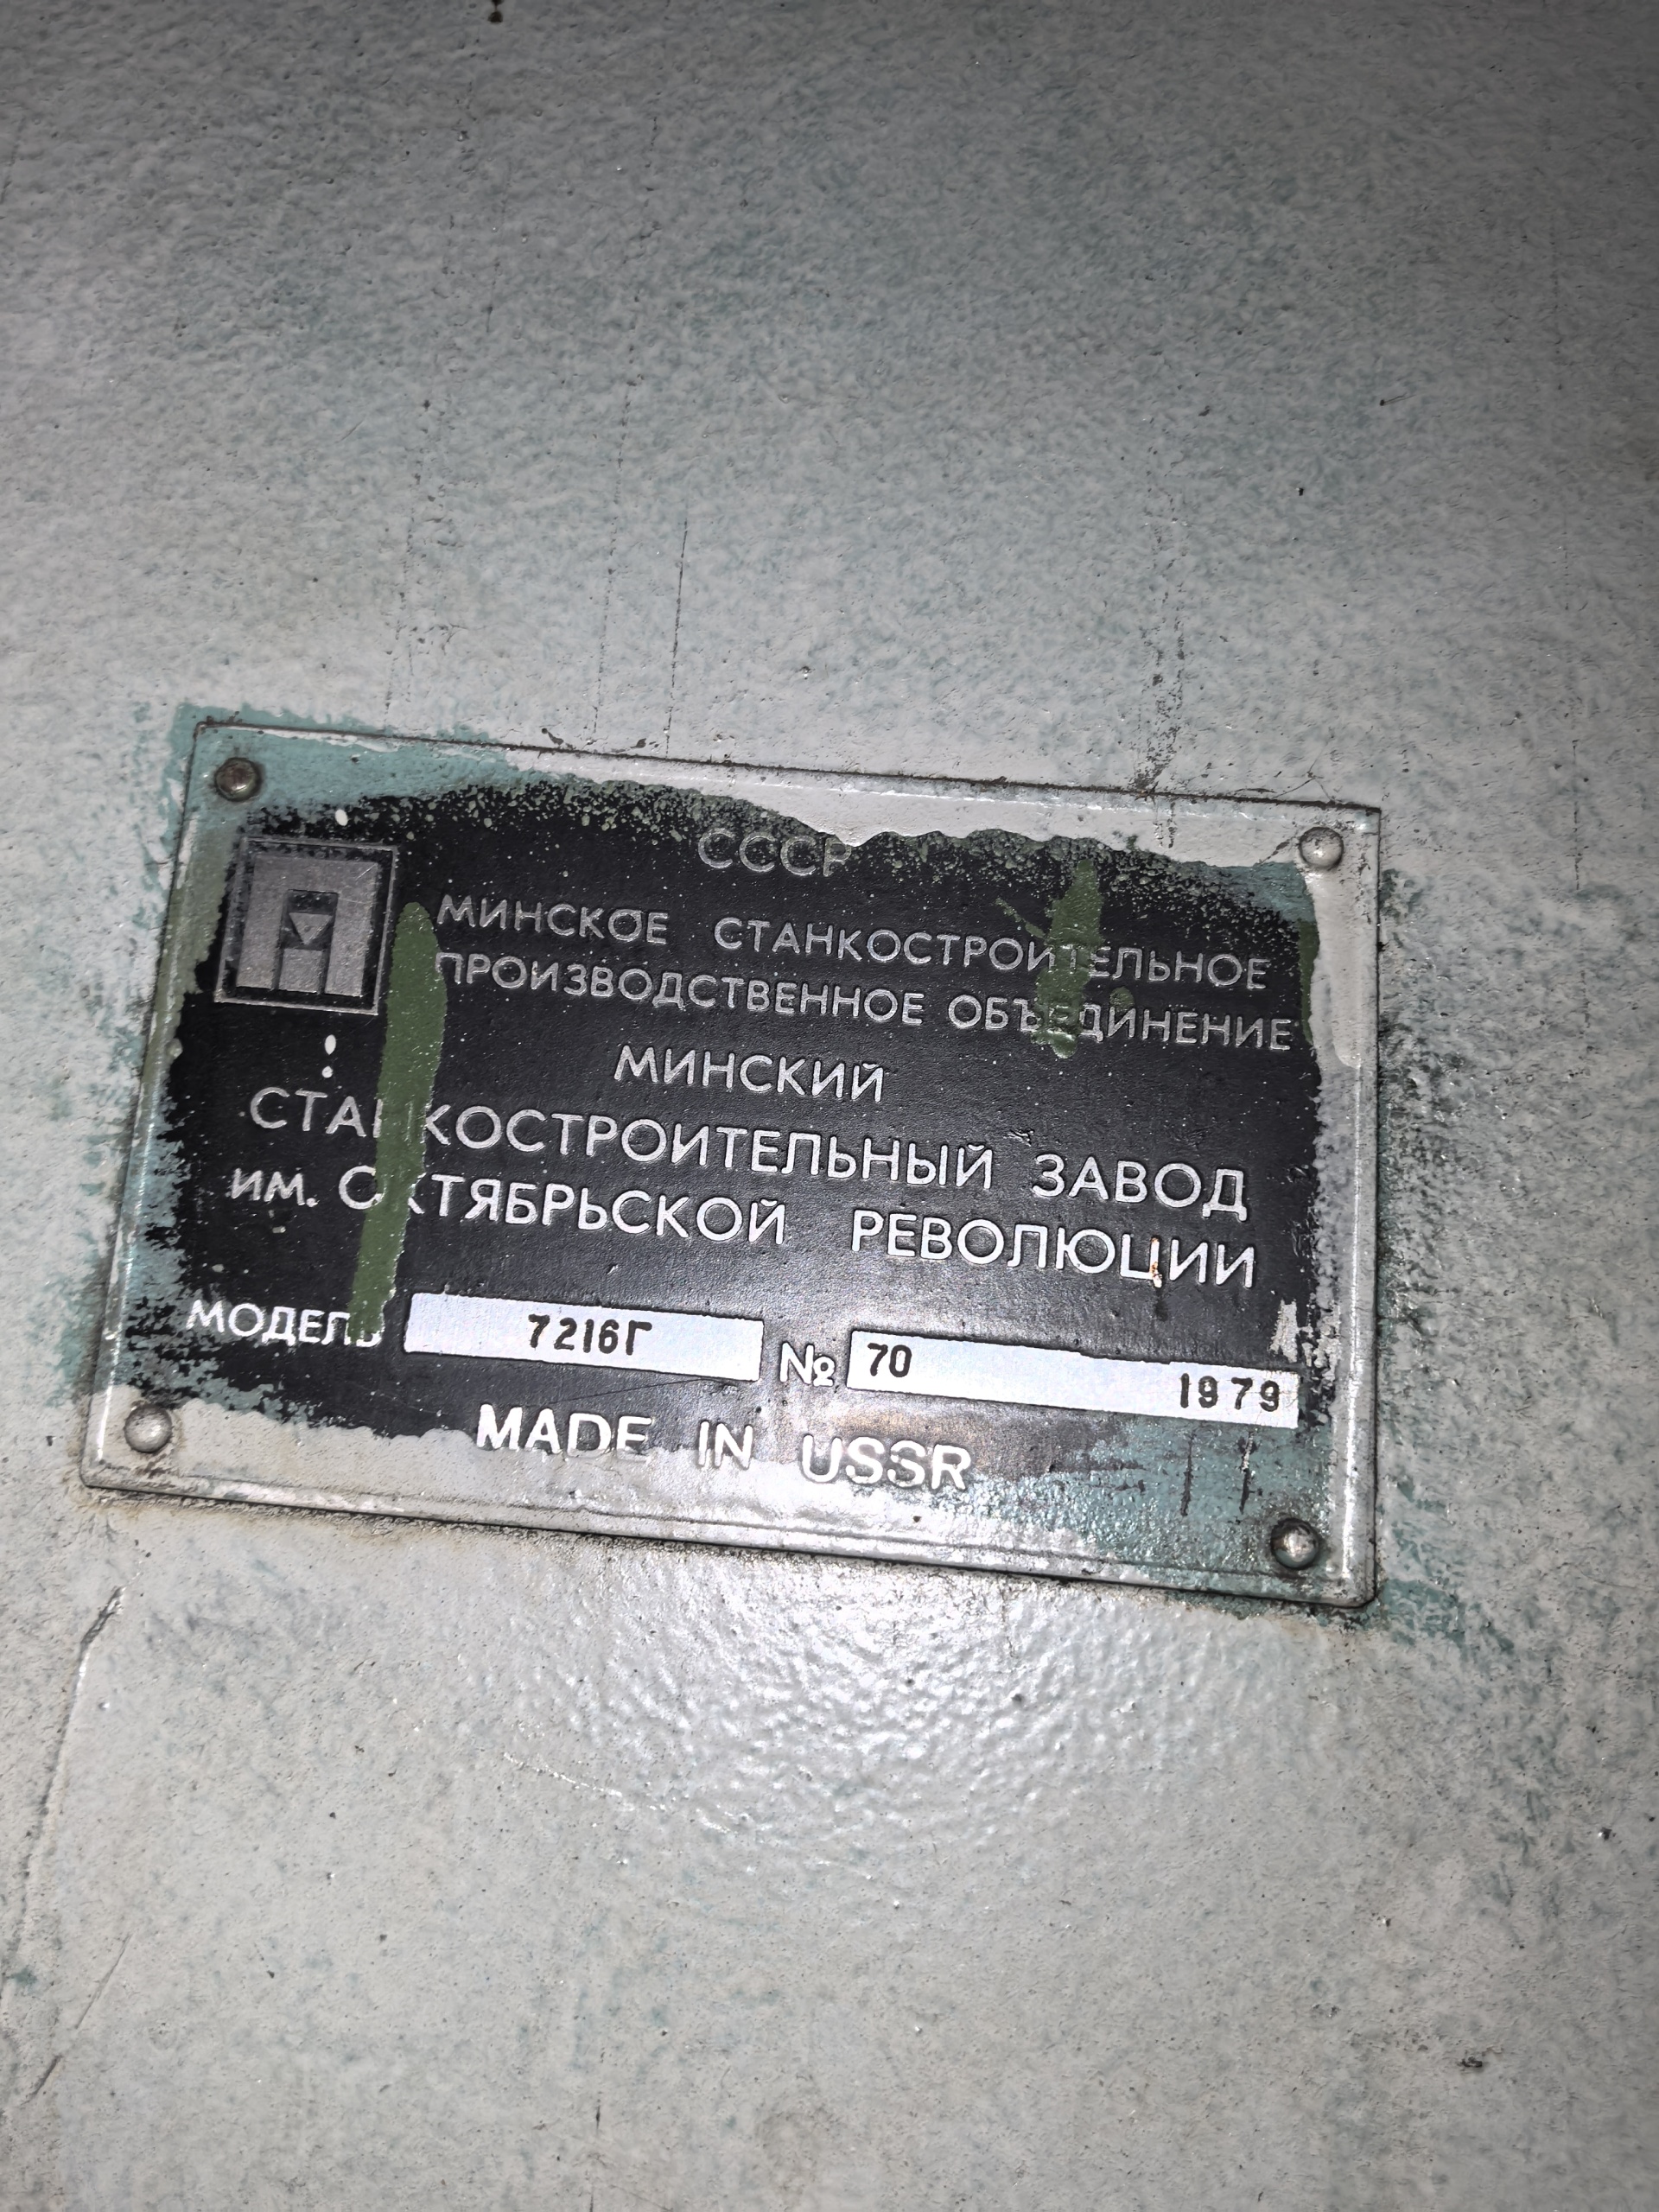 СССР
МИНСКОЕ СТАНКОСТРОИТЕЛЬНОЕ
ПРОИЗВОДСТВЕННОЕ ОБЪЕДИНЕНИЕ
МИНСКИЙ
СТАНКОСТРОИТЕЛЬНЫЙ ЗАВОД
ИМ. ОКТЯБРЬСКОЙ РЕВОЛЮЦИИ
МОДЕЛЬ 7216Г № 70 1979
MADE IN USSR